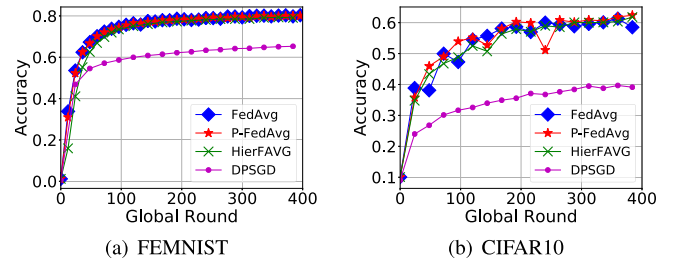 Accuracy
0.8
0.6
0.4
0.2
0.0
0
100
200
300
400
Global Round
FedAvg
P-FedAvg
HierFAVG
DPSGD
(a) FEMNIST
Accuracy
0.6
0.5
0.4
0.3
0.2
0.1
0
100
200
300
400
Global Round
FedAvg
P-FedAvg
HierFAVG
DPSGD
(b) CIFAR10